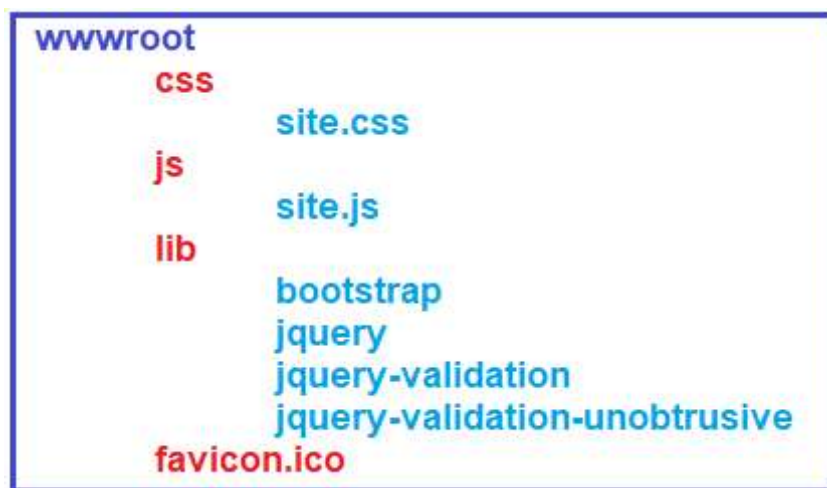 wwwroot
css
site.css
js
site.js
lib
bootstrap
jquery
jquery-validation
jquery-validation-unobtrusive
favicon.ico